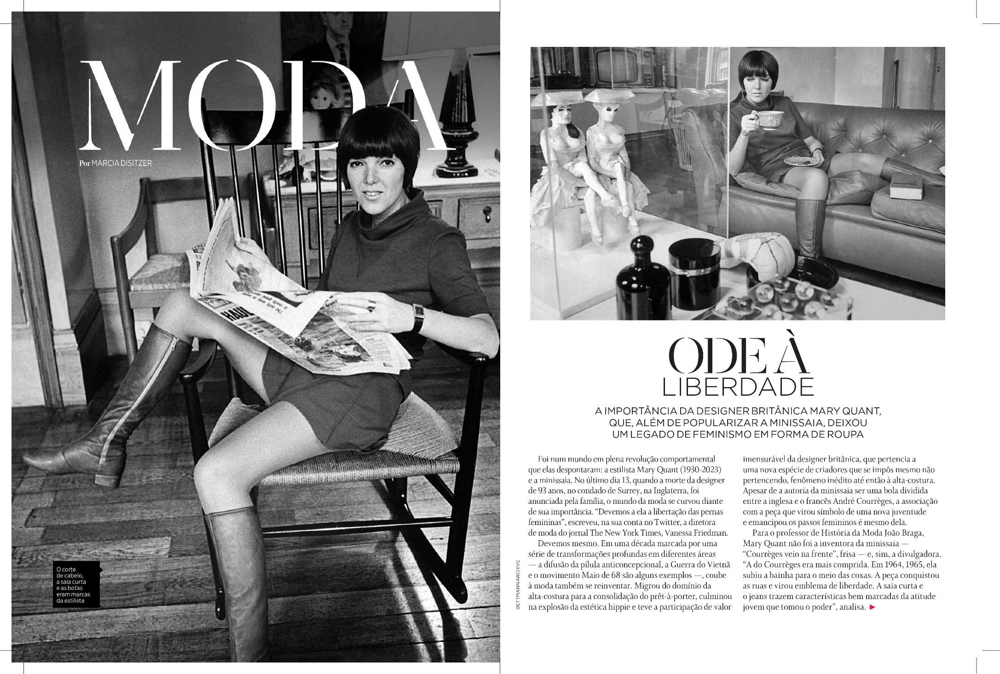 MODA
Por MARCIA DISITZER
O corte
de cabelo,
a saia curta
e as botas
eram marcas
da estilista
HAUL
The only way to make
a really good
ODE À
LIBERDADE
A IMPORTÂNCIA DA DESIGNER BRITÂNICA MARY QUANT,
QUE, ALÉM DE POPULARIZAR A MINISSAIA, DEIXOU
UM LEGADO DE FEMINISMO EM FORMA DE ROUPA
Foi num mundo em plena revolução comportamental
que elas despontaram: a estilista Mary Quant (1930-2023)
e a minissaia. No último dia 13, quando a morte da designer
de 93 anos, no condado de Surrey, na Inglaterra, foi
anunciada pela família, o mundo da moda se curvou diante
de sua importância. “Devemos a ela a libertação das pernas
femininas”, escreveu, na sua conta no Twitter, a diretora
de moda do jornal The New York Times, Vanessa Friedman.
Devemos mesmo. Em uma década marcada por uma
série de transformações profundas em diferentes áreas
— a difusão da pílula anticoncepcional, a Guerra do Vietnã
e o movimento Maio de 68 são alguns exemplos —, coube
à moda também se reinventar. Migrou do domínio da
alta-costura para a consolidação do prêt-à-porter, culminou
na explosão da estética hippie e teve a participação de valor
imensurável da designer britânica, que pertencia a
uma nova espécie de criadores que se impôs mesmo não
pertencendo, fenômeno inédito até então à alta-costura.
Apesar de a autoria da minissaia ser uma bola dividida
entre a inglesa e o francês André Courrèges, a associação
com a peça que virou símbolo de uma nova juventude
e emancipou os passos femininos é mesmo dela.
Para o professor de História da Moda João Braga,
Mary Quant não foi a inventora da minissaia —
“Courrèges veio na frente”, frisa — e, sim, a divulgadora.
“A do Courrèges era mais comprida. Em 1964, 1965, ela
subiu a bainha para o meio das coxas. A peça conquistou
as ruas e virou emblema de liberdade. A saia curta e
o jeans trazem características bem marcadas da atitude
jovem que tomou o poder”, analisa.
BETTMANN ARCHIVE